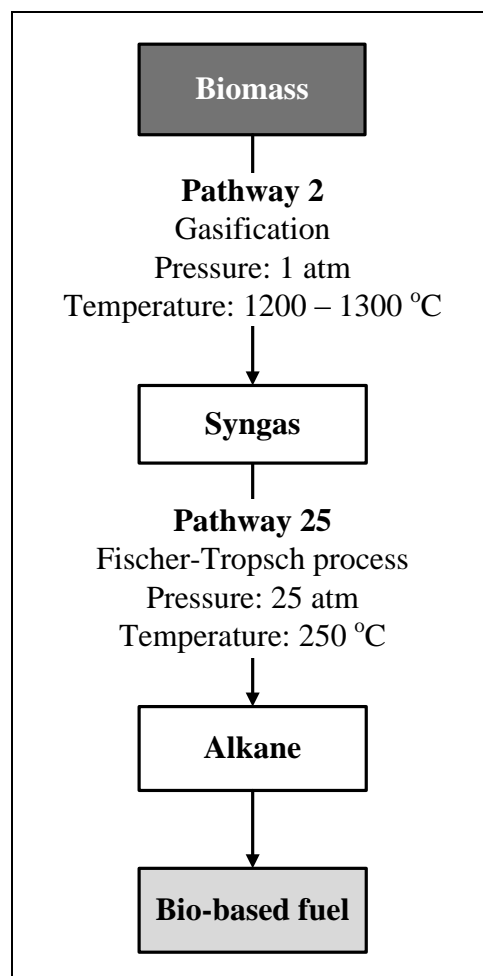 Biomass
Pathway 2
Gasification
Pressure: 1 atm
Temperature: 1200 – 1300 °C
Syngas
Pathway 25
Fischer-Tropsch process
Pressure: 25 atm
Temperature: 250 °C
Alkane
Bio-based fuel